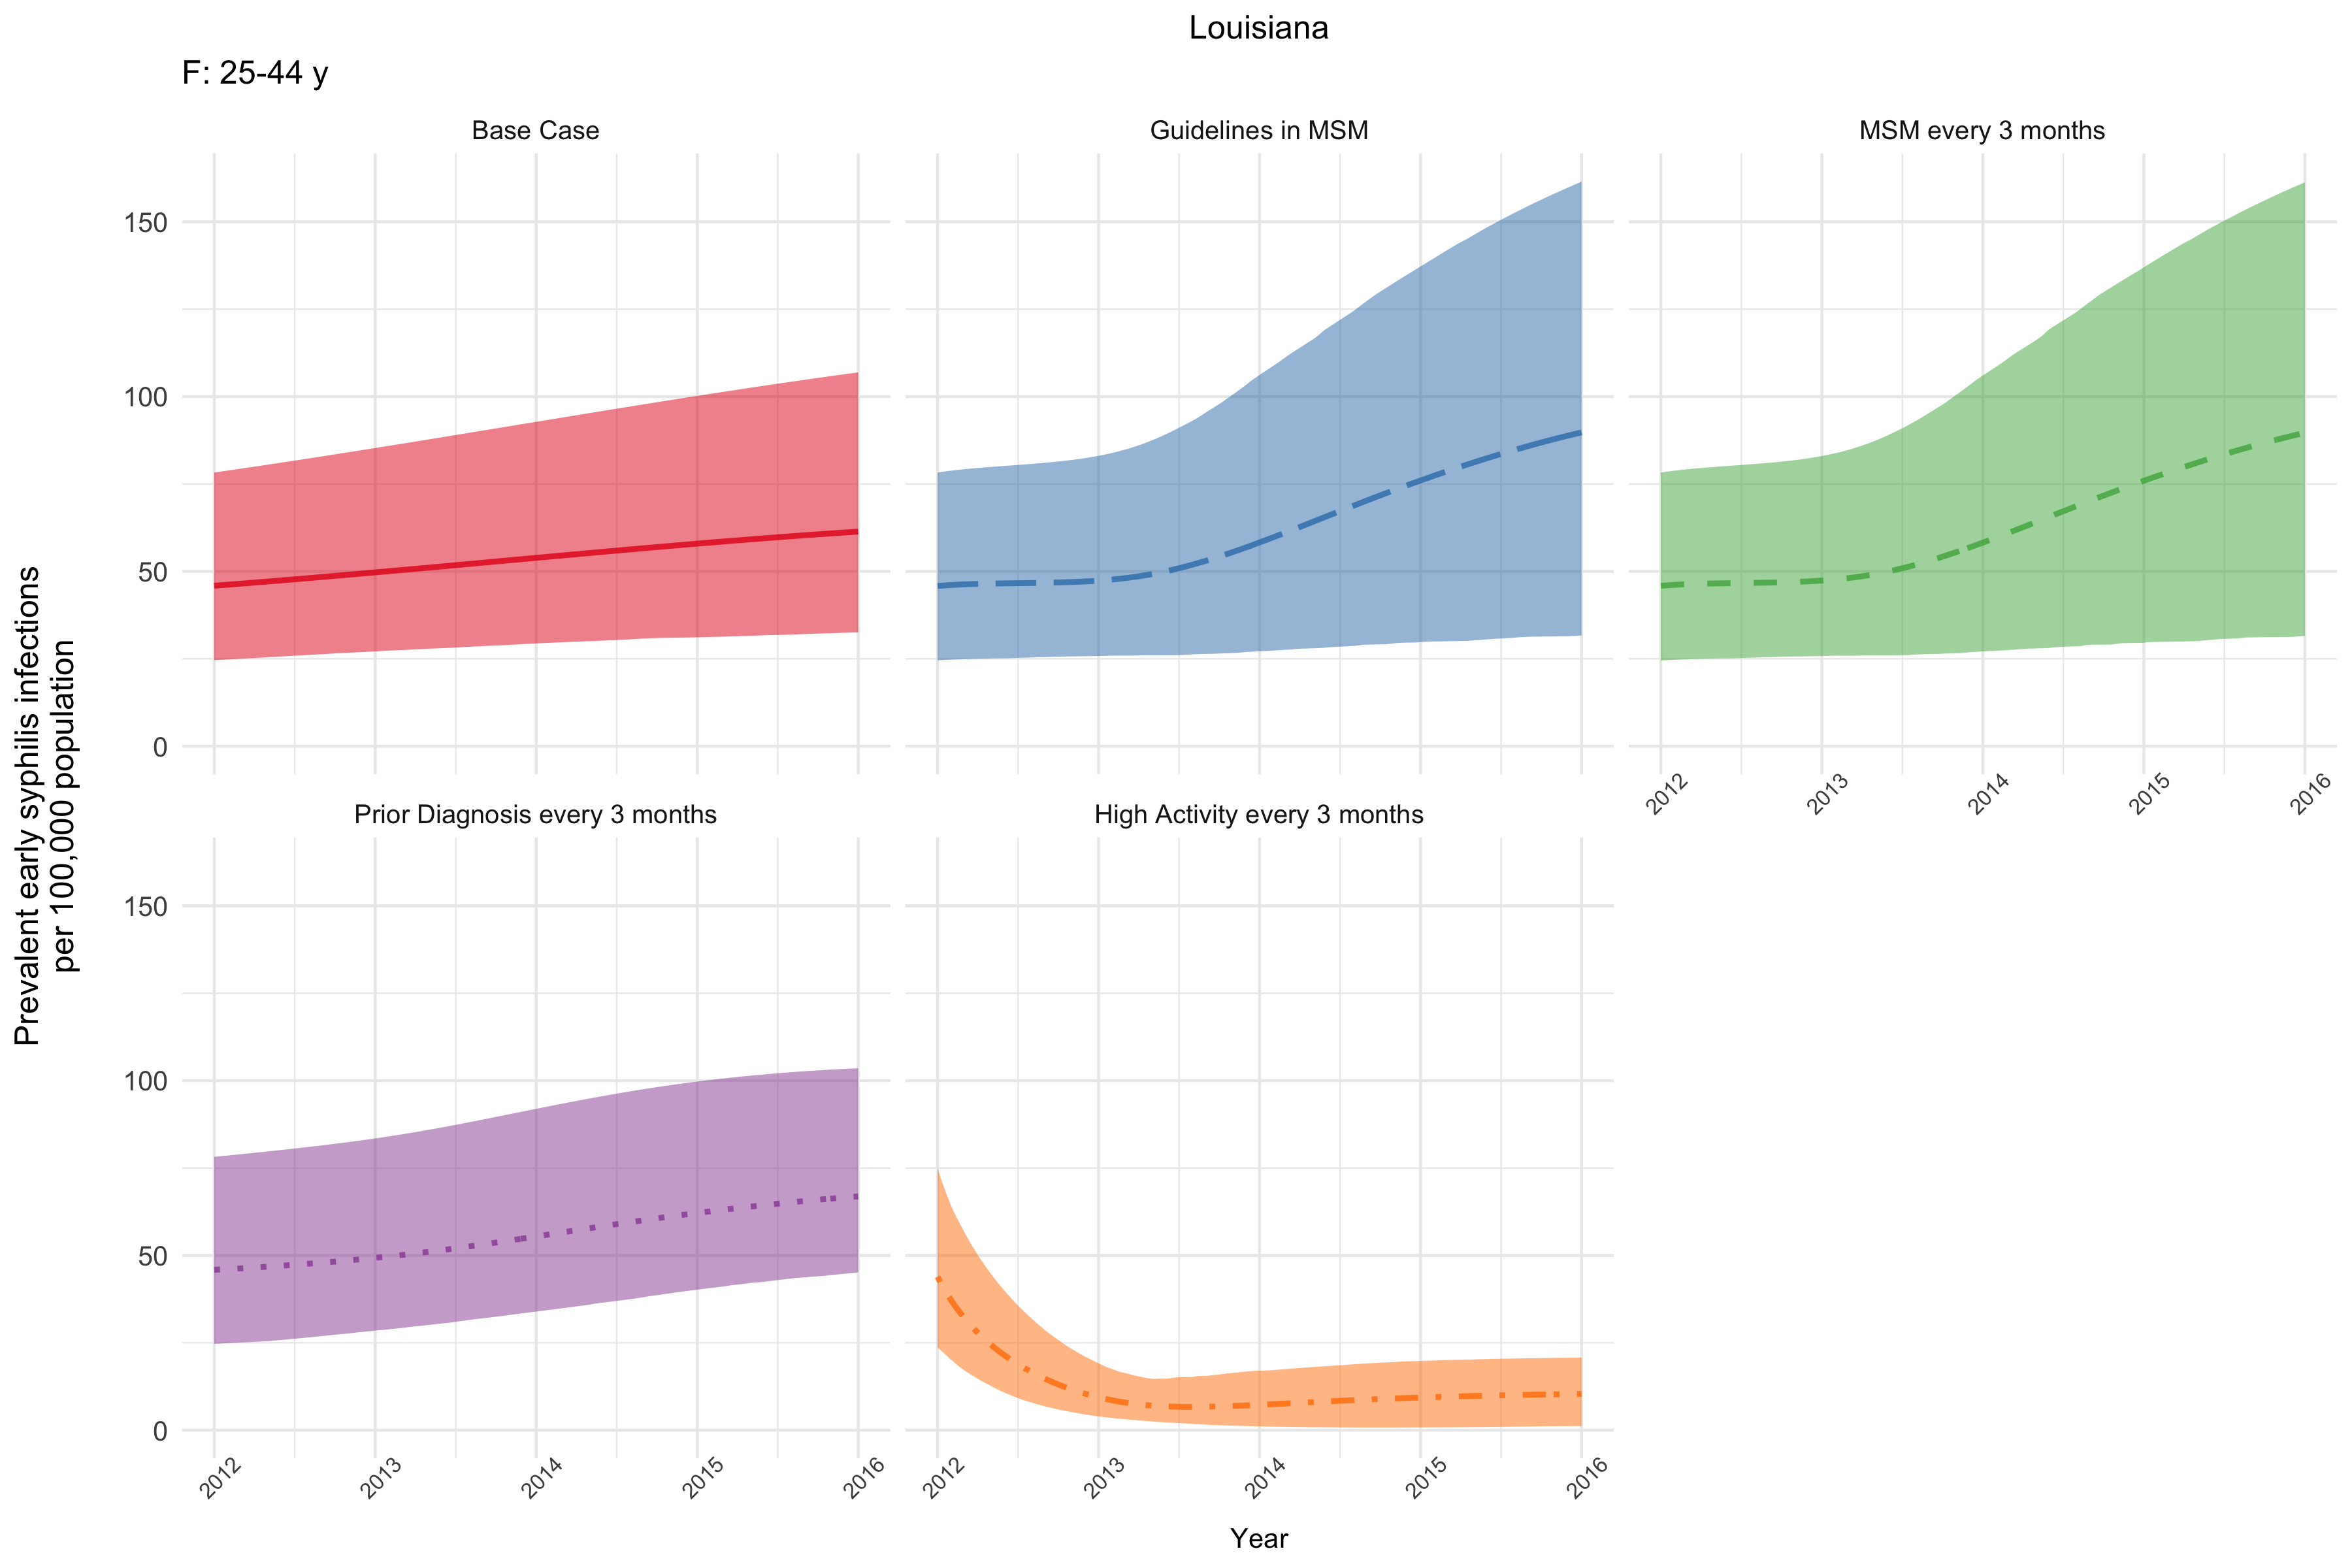 Louisiana
F: 25-44 y
Base Case
Guidelines in MSM
MSM every 3 months
150
100
50
0
2012
2013
2014
2015
2016
Prevalent early syphilis infections
per 100,000 population
Prior Diagnosis every 3 months
High Activity every 3 months
150
100
50
0
2012
2013
2014
2015
2016
2012
2013
2014
2015
2016
Year